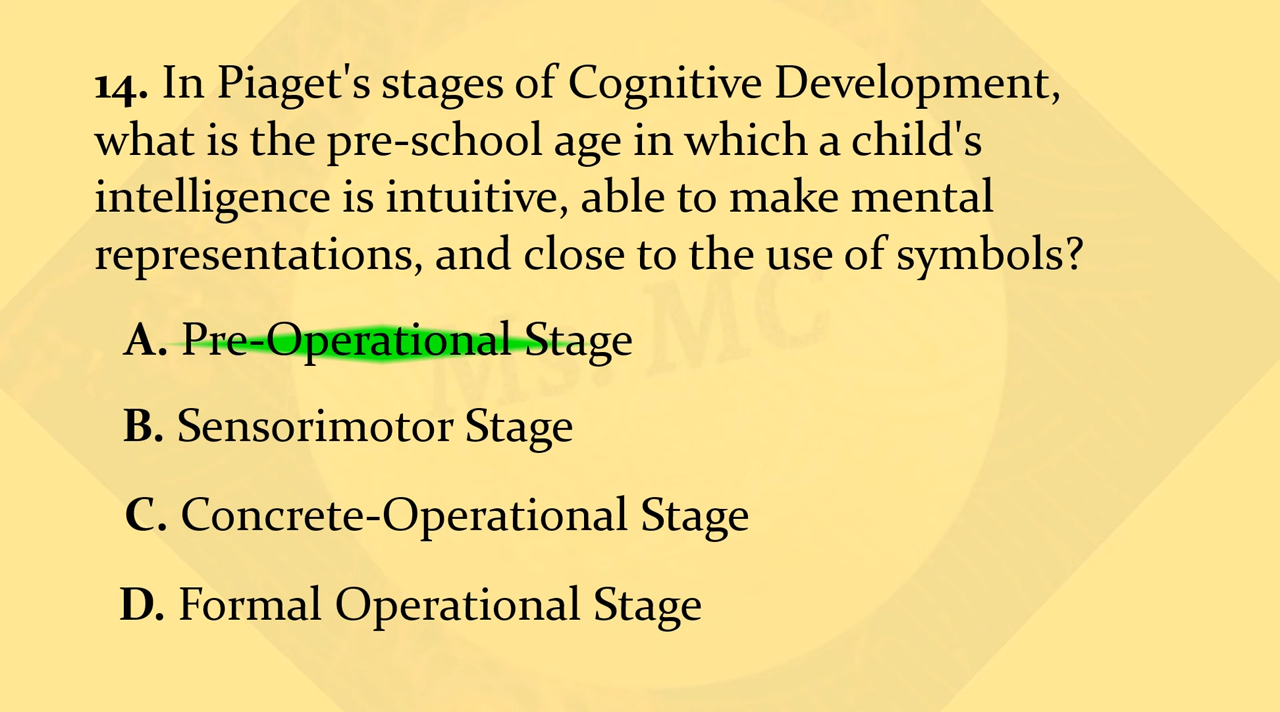 14. In Piaget's stages of Cognitive Development,
what is the pre-school age in which a child's
intelligence is intuitive, able to make mental
representations, and close to the use of symbols?
A. Pre-Operational Stage
Ms. MC
B. Sensorimotor Stage
C. Concrete-Operational Stage
D. Formal Operational Stage